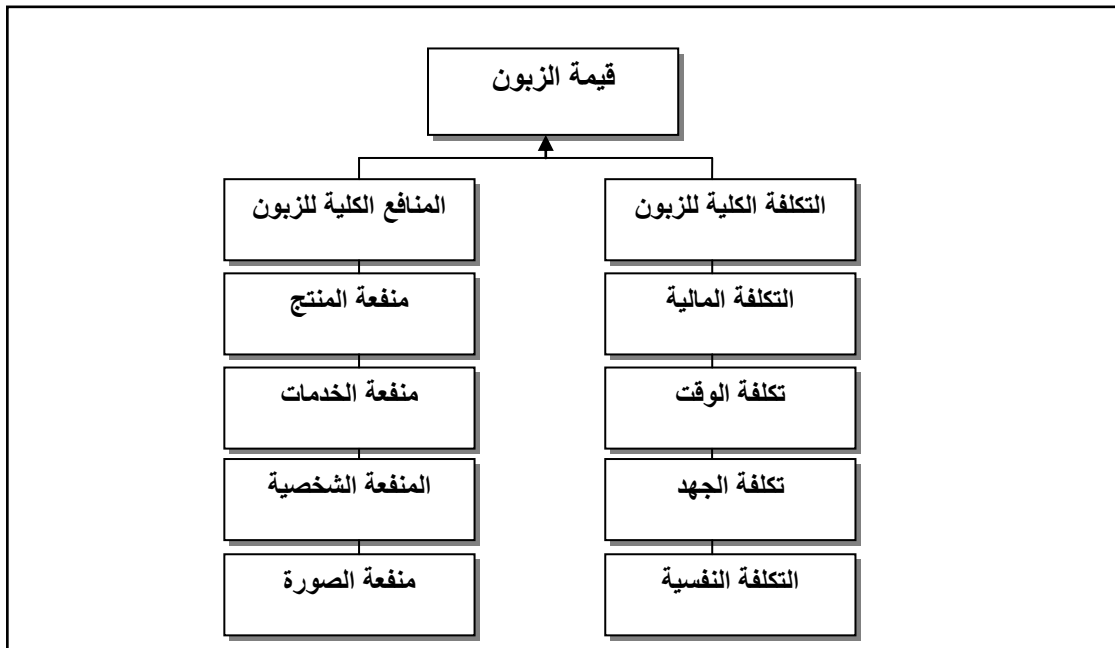 قيمة الزبون
التكلفة الكلية للزبون
المنافع الكلية للزبون
التكلفة المالية
منفعة المنتج
تكلفة الوقت
منفعة الخدمات
تكلفة الجهد
المنفعة الشخصية
التكلفة النفسية
منفعة الصورة